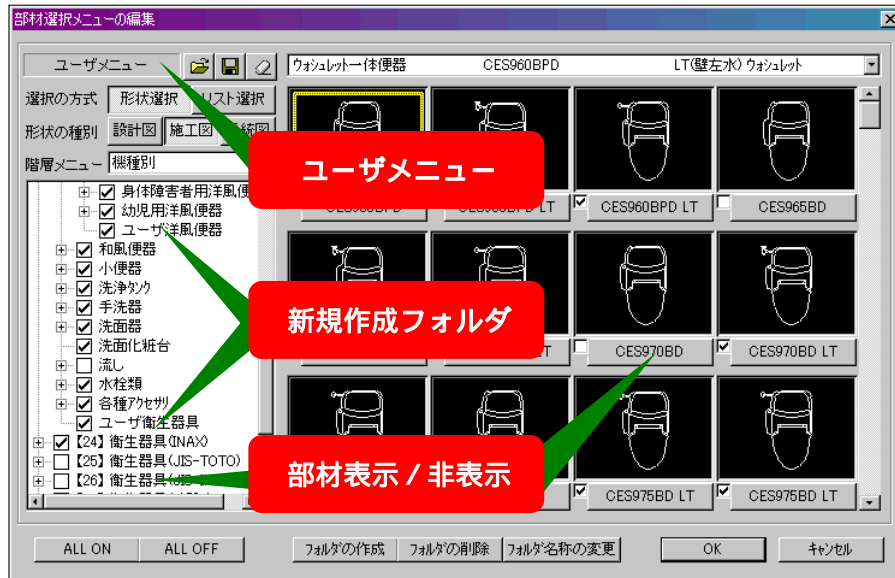 部材選択メニューの編集
ユーザメニュー
ウォシュレット一体便器 CES960BPD LT(壁左水) ウォシュレット
選択の方式 形状選択 リスト選択
形状の種別 設計図 施工図
階層メニュー 機種別
ユーザメニュー
CES960BPD LT CES965BD
身体障害者用洋風便
幼児用洋風便器
ユーザ洋風便器
和風便器
小便器
洗浄タンク
手洗器
洗面器
洗面化粧台
流し
水栓類
各種アクセサリ
ユーザ衛生器具
【24】衛生器具(INAX)
【25】衛生器具(JIS-TOTO)
【26】衛生器具
新規作成フォルダ
LT CES970BD CES970BD LT
部材表示/非表示
CES975BD LT CES975BD LT
ALL ON ALL OFF フォルダの作成 フォルダの削除 フォルダ名称の変更 OK キャンセル